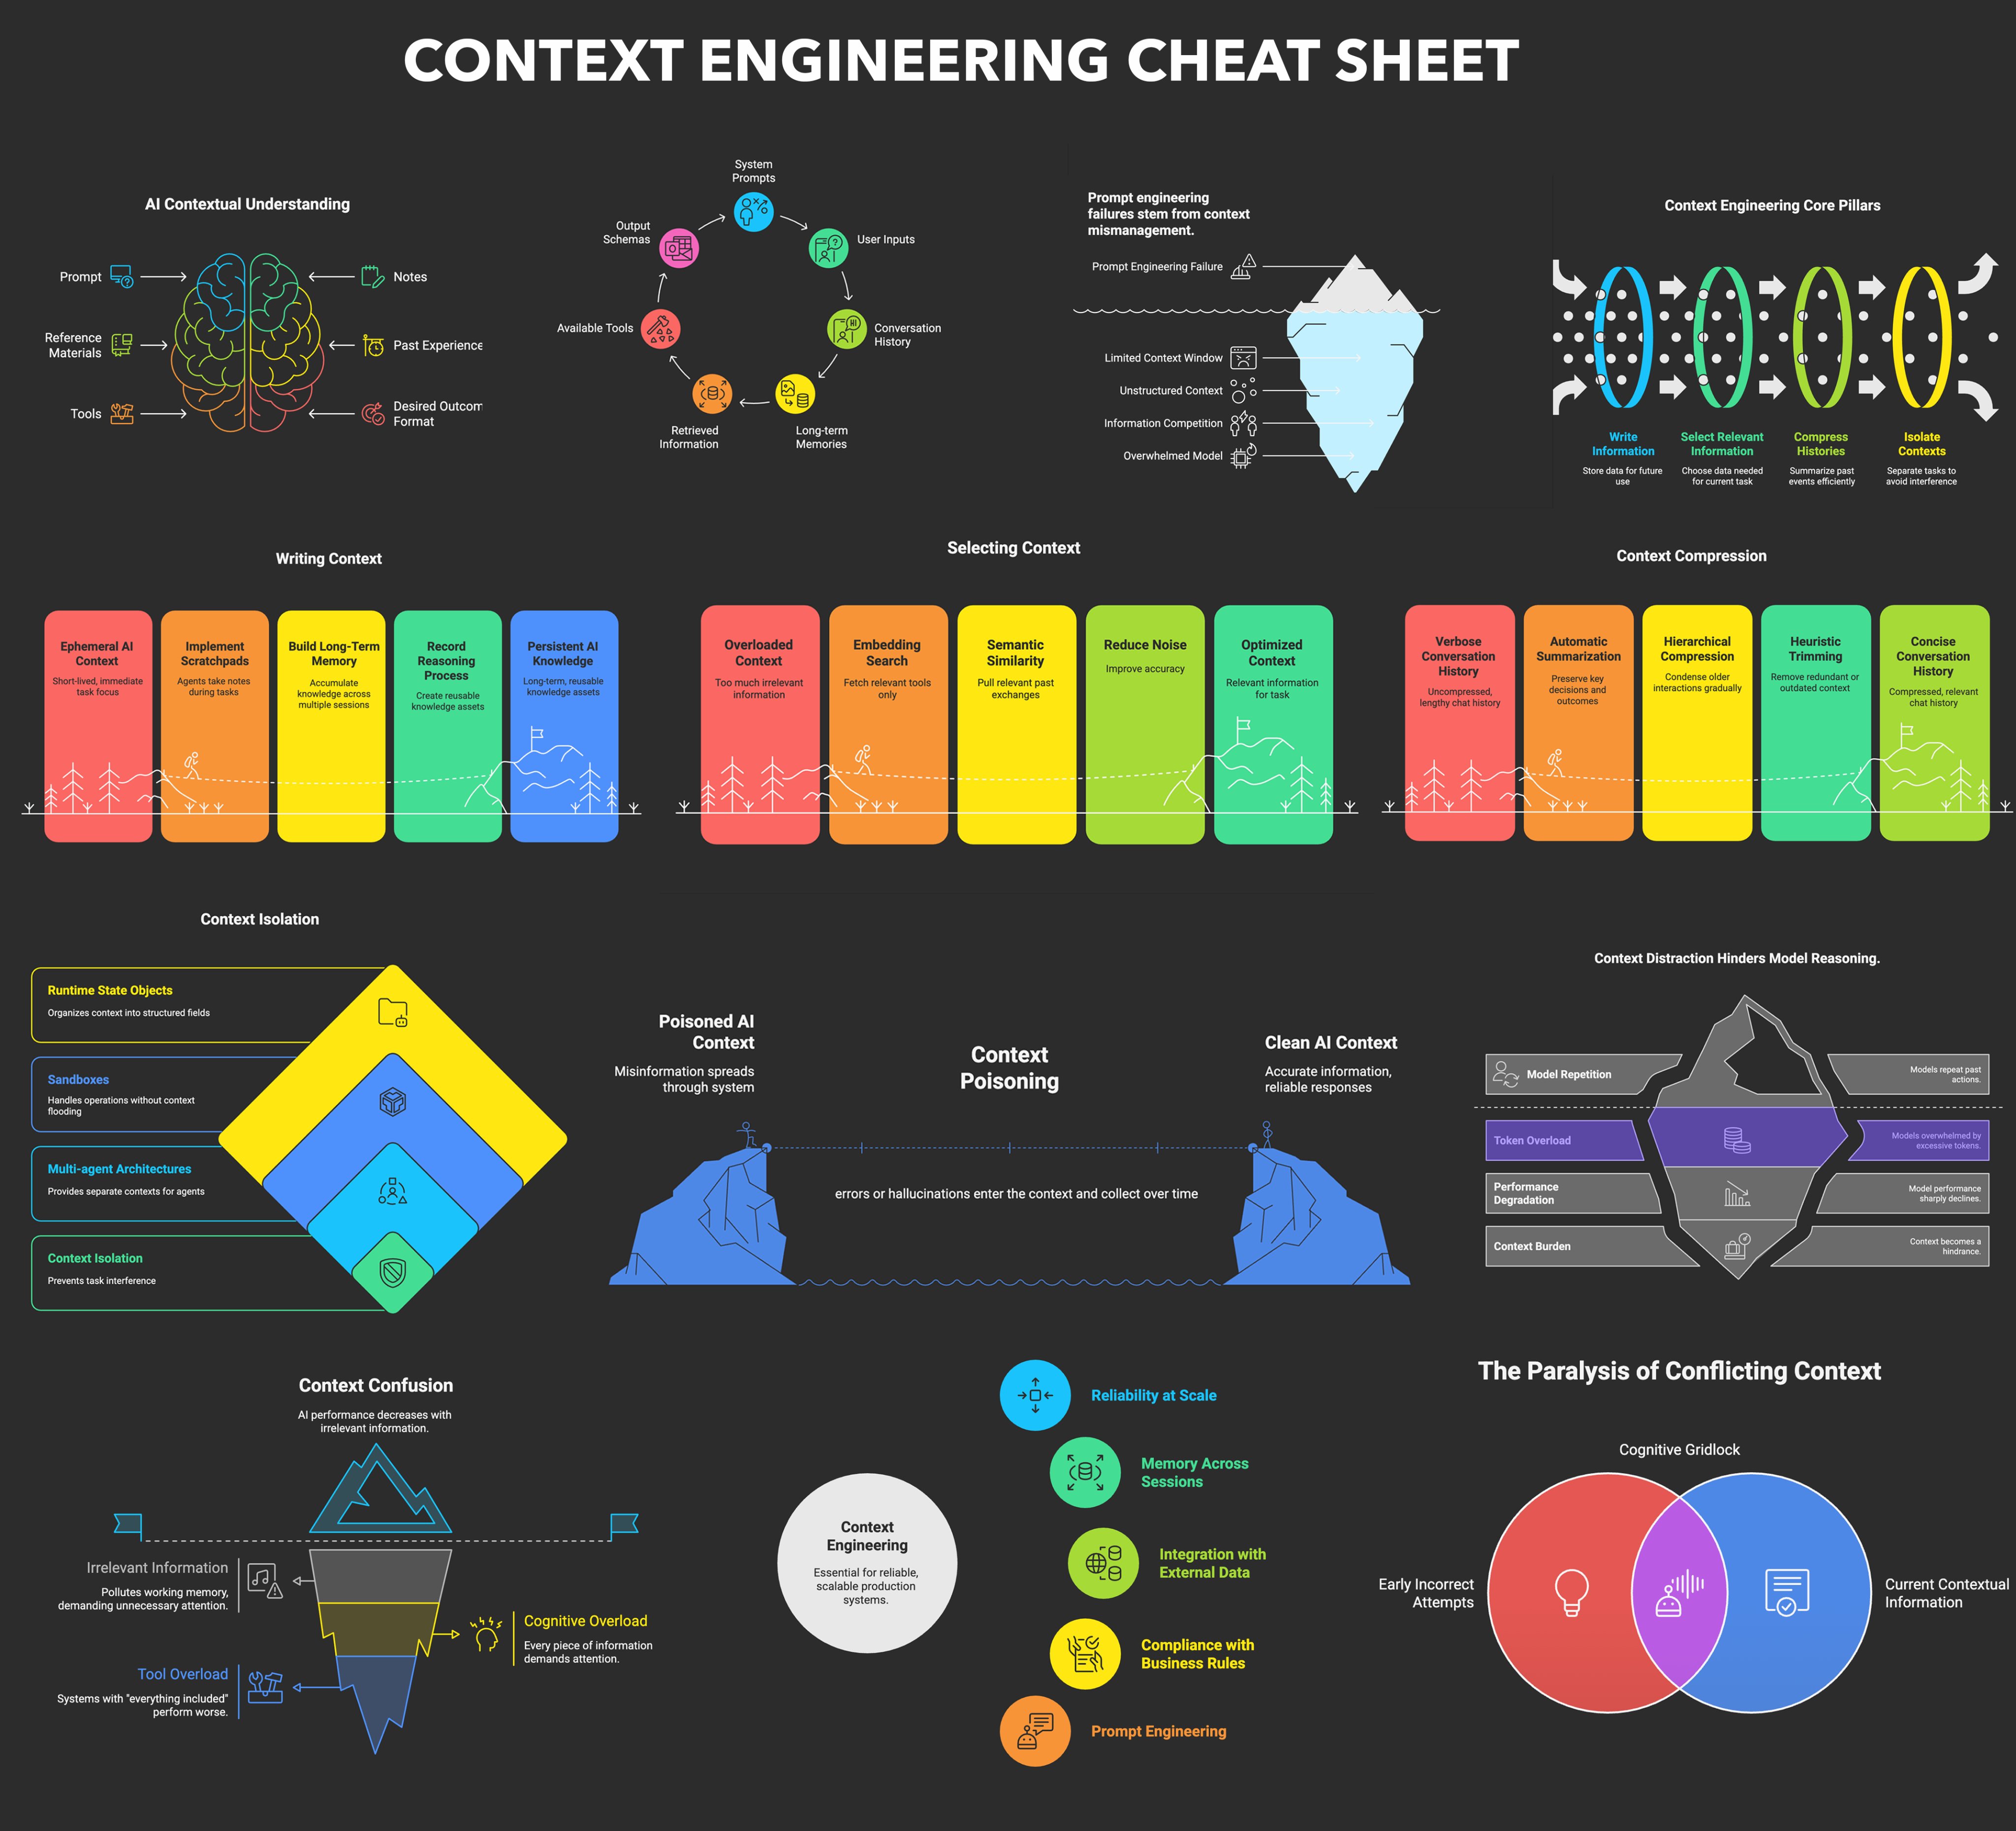 CONTEXT ENGINEERING CHEAT SHEET
AI Contextual Understanding
Prompt
Reference
Materials
Tools
Notes
Past Experience
Desired Outcom
Format
System
Prompts
User Inputs
Conversation
History
Long-term
Memories
Retrieved
Information
Available Tools
Output
Schemas
Prompt engineering
failures stem from context
mismanagement.
Prompt Engineering Failure
Limited Context Window
Unstructured Context
Information Competition
Overwhelmed Model
Context Engineering Core Pillars
Write
Information
Store data for future
use
Select Relevant
Information
Choose data needed
for current task
Compress
Histories
Summarize past
events efficiently
Isolate
Contexts
Separate tasks to
avoid interference
Writing Context
Ephemeral AI
Context
Short-lived, immediate
task focus
Implement
Scratchpads
Agents take notes
during tasks
Build Long-Term
Memory
Accumulate
knowledge across
multiple sessions
Record
Reasoning
Process
Create reusable
knowledge assets
Persistent AI
Knowledge
Long-term, reusable
knowledge assets
Selecting Context
Overloaded
Context
Too much irrelevant
information
Embedding
Search
Fetch relevant tools
only
Semantic
Similarity
Pull relevant past
exchanges
Reduce Noise
Improve accuracy
Optimized
Context
Relevant information
for task
Context Compression
Verbose
Conversation
History
Uncompressed,
lengthy chat history
Automatic
Summarization
Preserve key
decisions and
outcomes
Hierarchical
Compression
Condense older
interactions gradually
Heuristic
Trimming
Remove redundant or
outdated context
Concise
Conversation
History
Compressed, relevant
chat history
Context Isolation
Runtime State Objects
Organizes context into structured fields
Sandboxes
Handles operations without context
flooding
Multi-agent Architectures
Provides separate contexts for agents
Context Isolation
Prevents task interference
Poisoned AI
Context
Misinformation spreads
through system
Context
Poisoning
Clean AI Context
Accurate information,
reliable responses
errors or hallucinations enter the context and collect over time
Context Distraction Hinders Model Reasoning.
Model Repetition
Models repeat past
actions.
Token Overload
Models overwhelmed by
excessive tokens.
Performance
Degradation
Model performance
sharply declines.
Context Burden
Context becomes a
hindrance.
Context Confusion
AI performance decreases with
irrelevant information.
Irrelevant Information
Pollutes working memory,
demanding unnecessary attention.
Cognitive Overload
Every piece of information
demands attention.
Tool Overload
Systems with "everything included"
perform worse.
Context
Engineering
Essential for reliable,
scalable production
systems.
Reliability at Scale
Memory Across
Sessions
Integration with
External Data
Compliance with
Business Rules
Prompt Engineering
The Paralysis of Conflicting Context
Cognitive Gridlock
Early Incorrect
Attempts
Current Contextual
Information